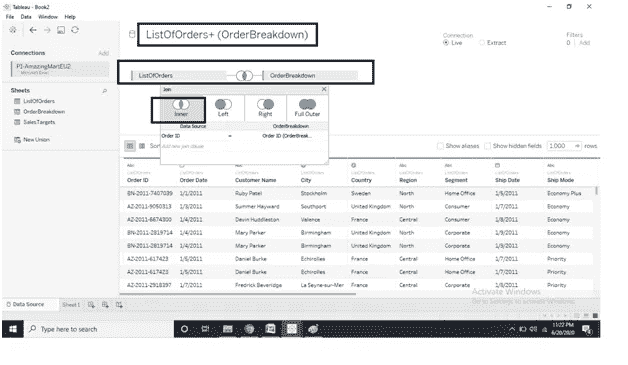 Tableau - Book2
File Data Window Help
ListOfOrders+ (OrderBreakdown)
Connection
Live Extract
Filters
0 Add
Connections Add
PI-AmazingMartEU2
Microsoft Excel
Sheets
ListOfOrders
OrderBreakdown
SalesTargets
New Union
ListOfOrders OrderBreakdown
Join
Inner Left Right Full Outer
Data Source OrderBreakdown
Order ID = Order ID (OrderBreak...
Add new join clause
Sort
Show aliases Show hidden fields 1,000 rows
Order ID Order Date Customer Name City Country Region Segment Ship Date Ship Mode
BN-2011-7407039 1/1/2011 Ruby Patel Stockholm Sweden North Home Office 1/5/2011 Economy Plus
AZ-2011-9050313 1/3/2011 Summer Hayward Southport United Kingdom North Consumer 1/7/2011 Economy
AZ-2011-6674300 1/4/2011 Devin Huddleston Valence France Central Consumer 1/8/2011 Economy
BN-2011-2819714 1/4/2011 Mary Parker Birmingham United Kingdom North Corporate 1/9/2011 Economy
BN-2011-2819714 1/4/2011 Mary Parker Birmingham United Kingdom North Corporate 1/9/2011 Economy
AZ-2011-617423 1/5/2011 Daniel Burke Echirolles France Central Home Office 1/7/2011 Priority
AZ-2011-617423 1/5/2011 Daniel Burke Echirolles France Central Home Office 1/7/2011 Priority
AZ-2011-2918397 1/7/2011 Fredrick Beveridge La Seyne-sur-Mer France Central Corporate
Activate Windows
Go to Settings to activate Windows.
Data Source Sheet 1
Type here to search
11:22 PM
6/20/2020